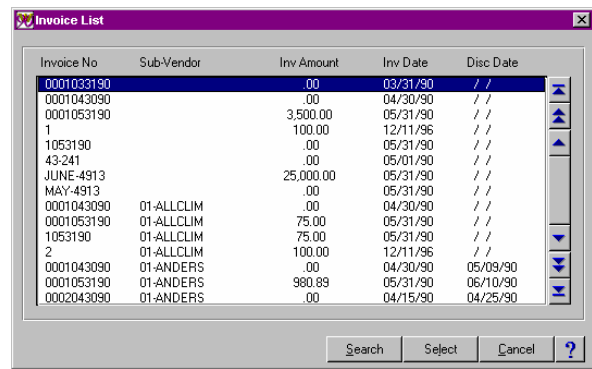 Invoice List
Invoice No Sub-Vendor Inv Amount Inv Date Disc Date
0001033190 .00 03/31/90 / /
0001043090 .00 04/30/90 / /
0001053190 3,500.00 05/31/90 / /
1 100.00 12/11/96 / /
1053190 .00 05/31/90 / /
43-241 .00 05/01/90 / /
JUNE-4913 25,000.00 05/31/90 / /
MAY-4913 .00 05/31/90 / /
0001043090 01-ALLCLIM .00 04/30/90 / /
0001053190 01-ALLCLIM 75.00 05/31/90 / /
1053190 01-ALLCLIM 75.00 05/31/90 / /
2 01-ALLCLIM 100.00 12/11/96 / /
0001043090 01-ANDERS .00 04/30/90 05/09/90
0001053190 01-ANDERS 980.89 05/31/90 06/10/90
0002043090 01-ANDERS .00 04/15/90 04/25/90
Search Select Cancel ?